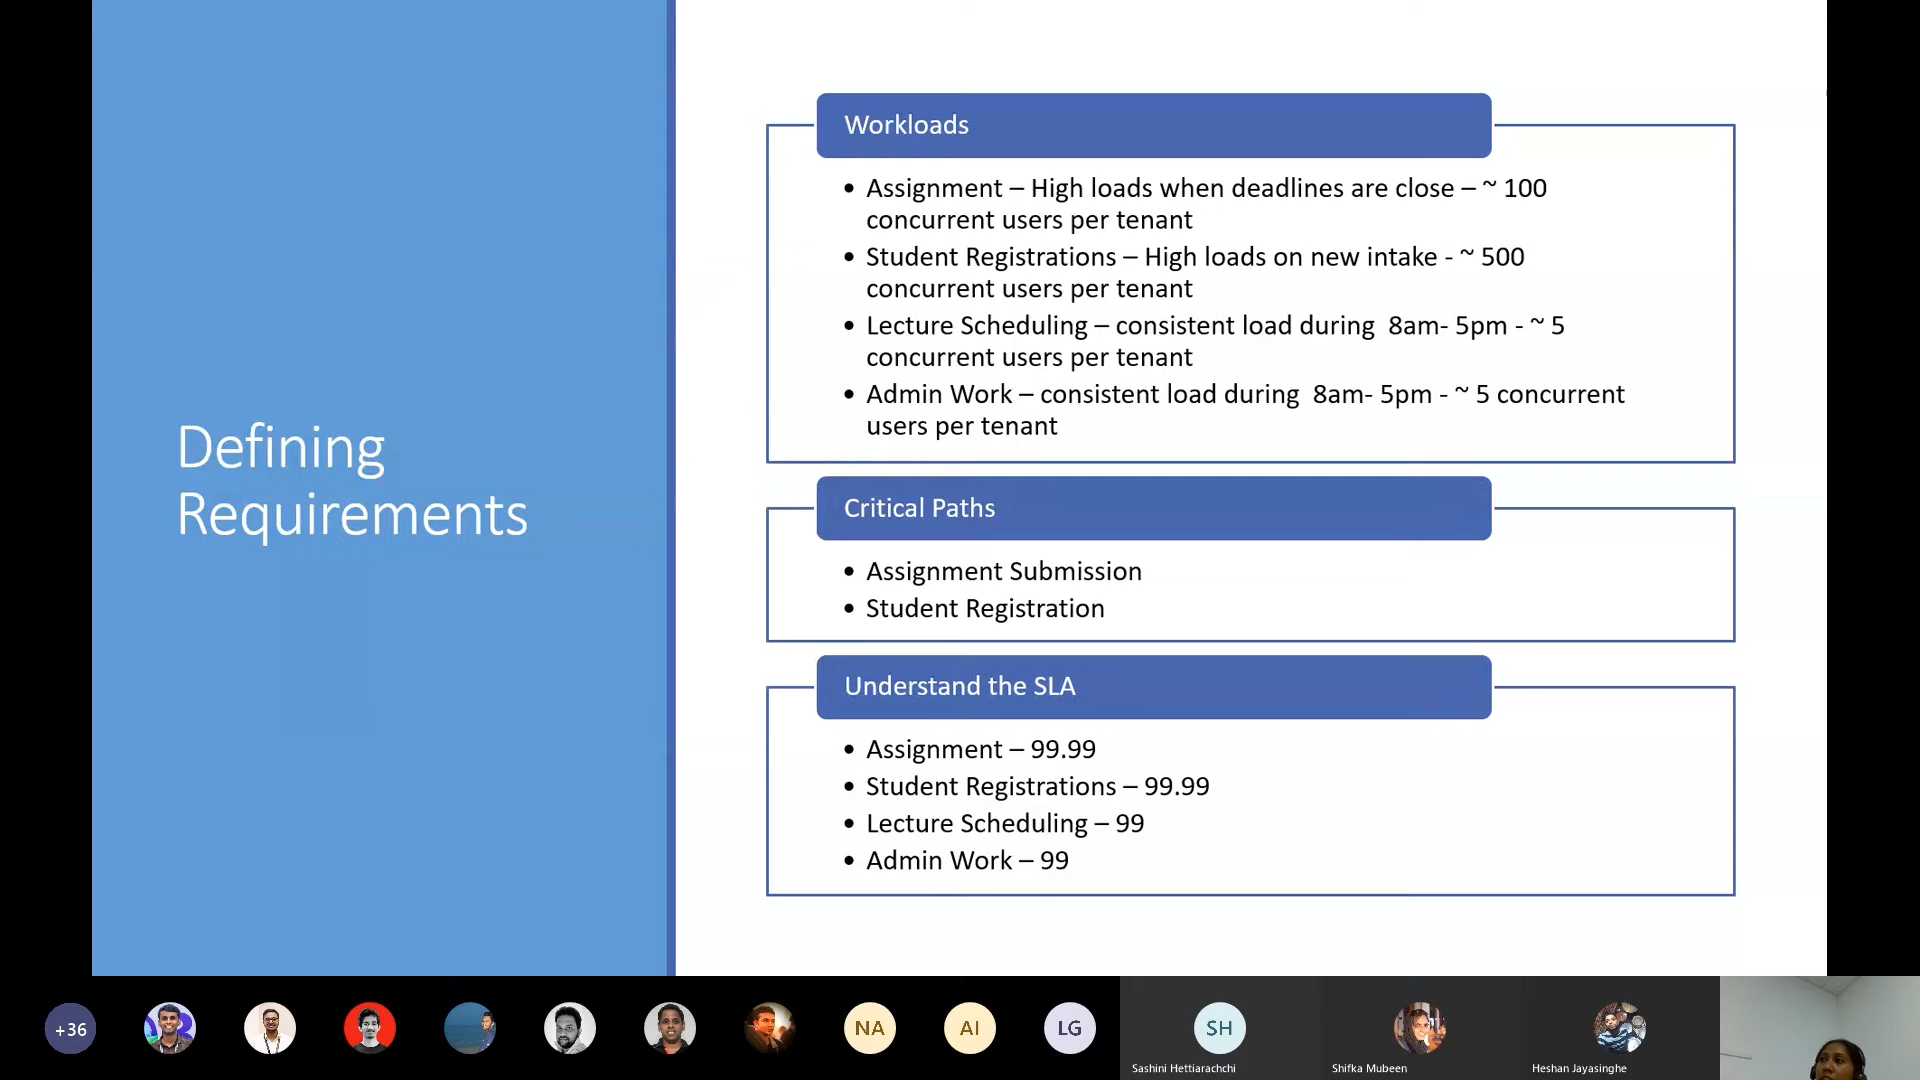 Defining
Requirements
Workloads
• Assignment – High loads when deadlines are close – ~ 100
concurrent users per tenant
• Student Registrations – High loads on new intake - ~ 500
concurrent users per tenant
• Lecture Scheduling – consistent load during  8am- 5pm - ~ 5
concurrent users per tenant
• Admin Work – consistent load during  8am- 5pm - ~ 5 concurrent
users per tenant
Critical Paths
• Assignment Submission
• Student Registration
Understand the SLA
• Assignment – 99.99
• Student Registrations – 99.99
• Lecture Scheduling – 99
• Admin Work – 99
+36
NA
AI
LG
SH
Sashini Hettiarachchi
Shifka Mubeen
Heshan Jayasinghe